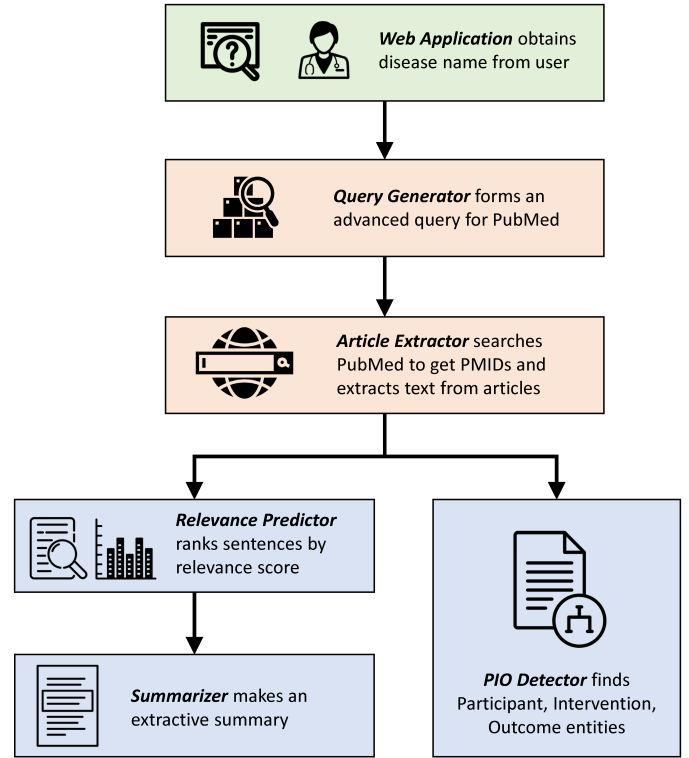 Web Application obtains
disease name from user
Query Generator forms an
advanced query for PubMed
Article Extractor searches
PubMed to get PMIDs and
extracts text from articles
Relevance Predictor
ranks sentences by
relevance score
Summarizer makes an
extractive summary
PIO Detector finds
Participant, Intervention,
Outcome entities